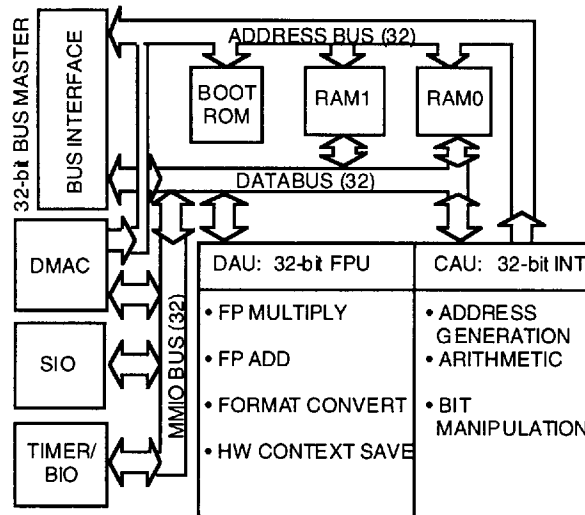 ADDRESS BUS (32)
32-bit BUS MASTER
BUS INTERFACE
BOOT
ROM
RAM1
RAM0
DATABUS (32)
DMAC
SIO
TIMER/
BIO
MMIO BUS (32)
DAU: 32-bit FPU
• FP MULTIPLY
• FP ADD
• FORMAT CONVERT
• HW CONTEXT SAVE
CAU: 32-bit INT
• ADDRESS
GENERATION
• ARITHMETIC
• BIT
MANIPULATION